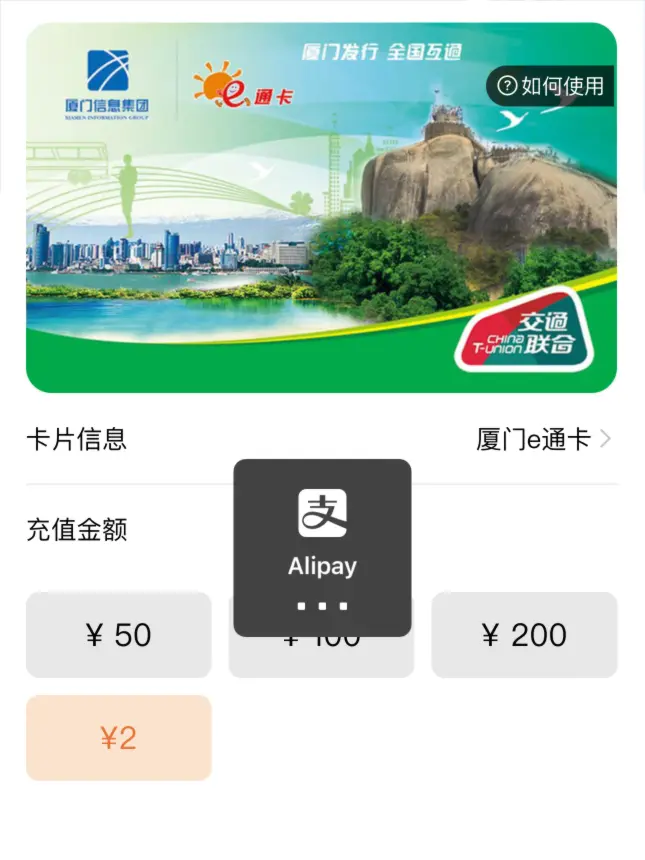 厦门发行 全国互通
厦门信息集团
XIAMEN INFORMATION GROUP
e通卡
如何使用
交通
联合
CHINA
T-UNION
卡片信息
厦门e通卡
充值金额
支
Alipay
¥ 50
¥ 100
¥ 200
¥2